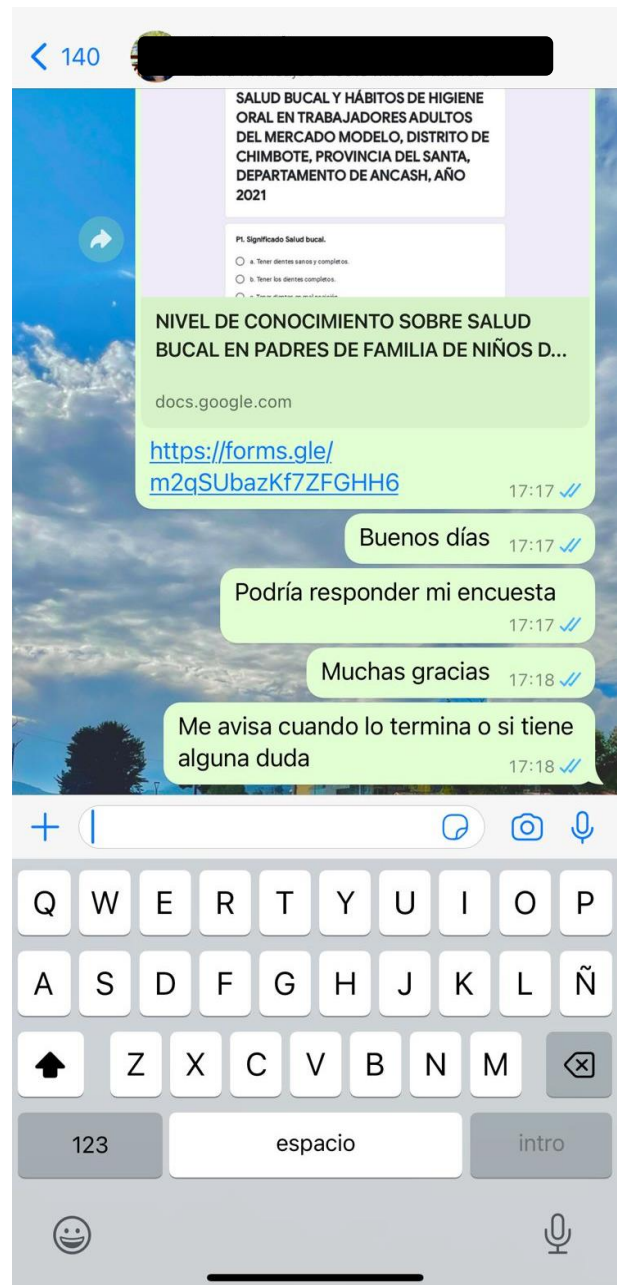 140
SALUD BUCAL Y HÁBITOS DE HIGIENE
ORAL EN TRABAJADORES ADULTOS
DEL MERCADO MODELO, DISTRITO DE
CHIMBOTE, PROVINCIA DEL SANTA,
DEPARTAMENTO DE ANCASH, AÑO
2021
P1. Significado Salud bucal.
a. Tener dientes sanos y completos.
b. Tener los dientes completos.
NIVEL DE CONOCIMIENTO SOBRE SALUD
BUCAL EN PADRES DE FAMILIA DE NIÑOS D...
docs.google.com
https://forms.gle/
m2qSUbazKf7ZFGHH6
17:17
Buenos días 17:17
Podría responder mi encuesta
17:17
Muchas gracias 17:18
Me avisa cuando lo termina o si tiene
alguna duda
17:18
Q W E R T Y U I O P
A S D F G H J K L Ñ
Z X C V B N M
123 espacio intro